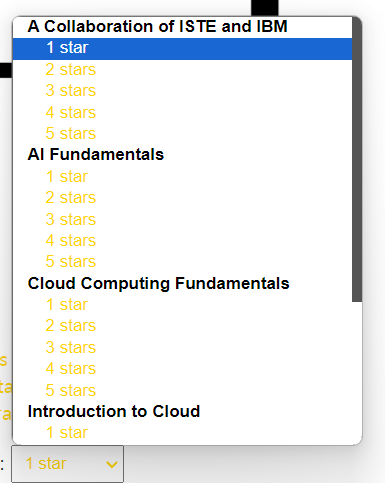 A Collaboration of ISTE and IBM
1 star
2 stars
3 stars
4 stars
5 stars
AI Fundamentals
1 star
2 stars
3 stars
4 stars
5 stars
Cloud Computing Fundamentals
1 star
2 stars
3 stars
4 stars
5 stars
Introduction to Cloud
1 star
: 1 star